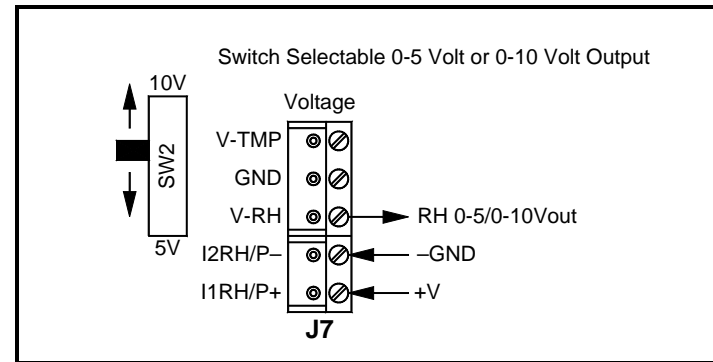 Switch Selectable 0-5 Volt or 0-10 Volt Output
10V
Voltage
SW2
V-TMP
GND
V-RH
RH 0-5/0-10Vout
5V
I2RH/P–
–GND
I1RH/P+
+V
J7